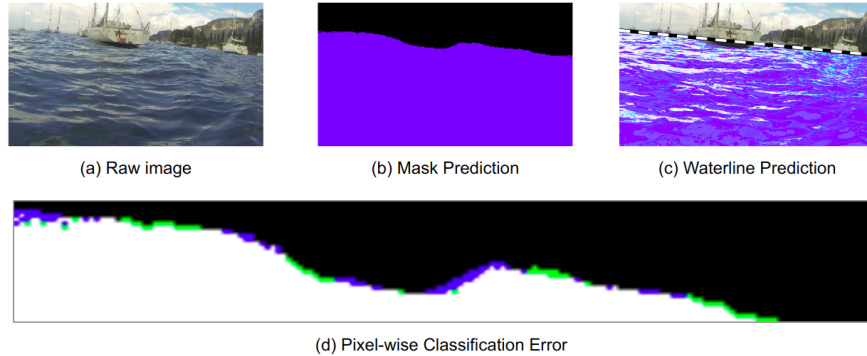 (a) Raw image
(b) Mask Prediction
(c) Waterline Prediction
(d) Pixel-wise Classification Error